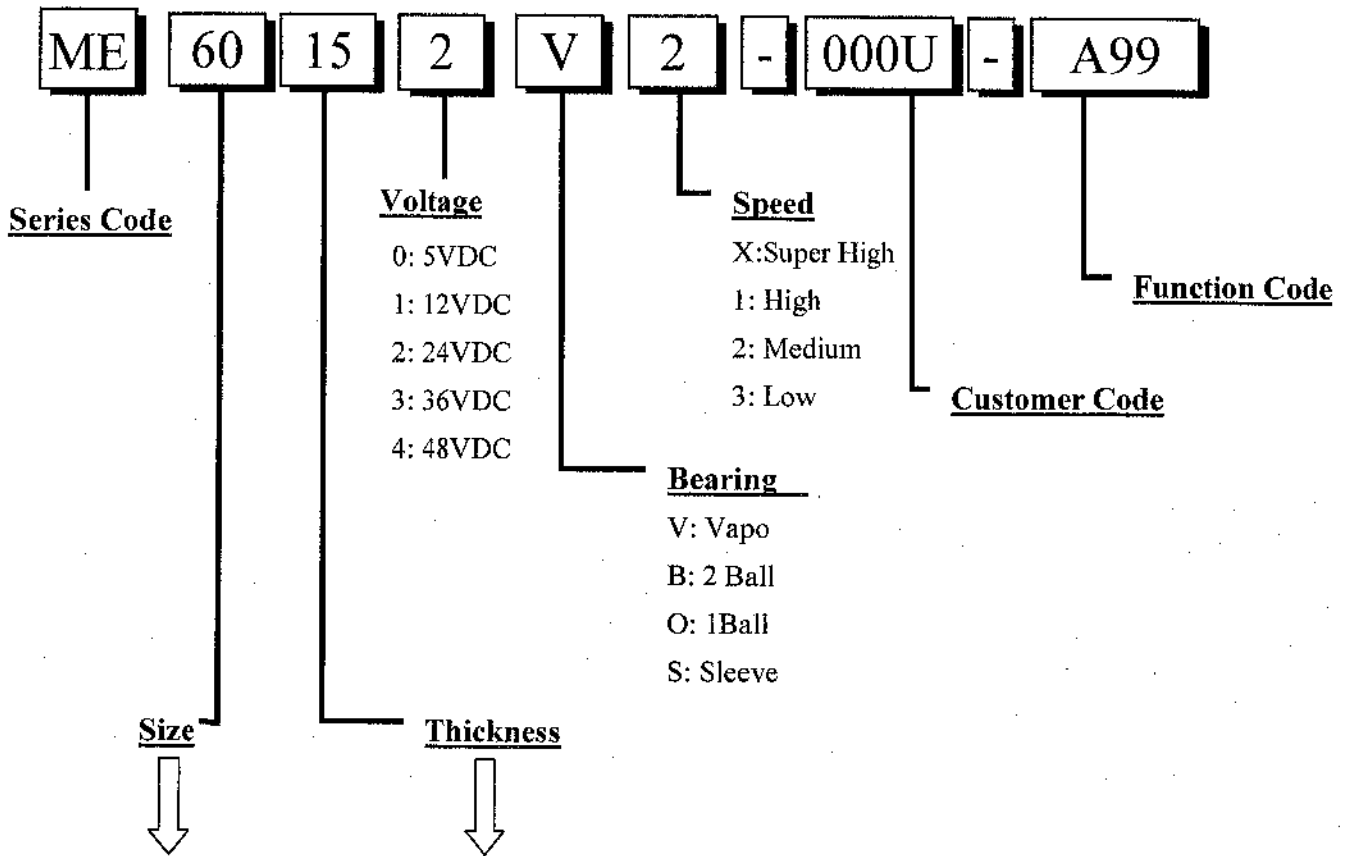 ME 60 15 2 V 2 - 000U - A99
Series Code
Voltage
0: 5VDC
1: 12VDC
2: 24VDC
3: 36VDC
4: 48VDC
Speed
X:Super High
1: High
2: Medium
3: Low
Function Code
Customer Code
Bearing
V: Vapo
B: 2 Ball
O: 1Ball
S: Sleeve
Size
Thickness